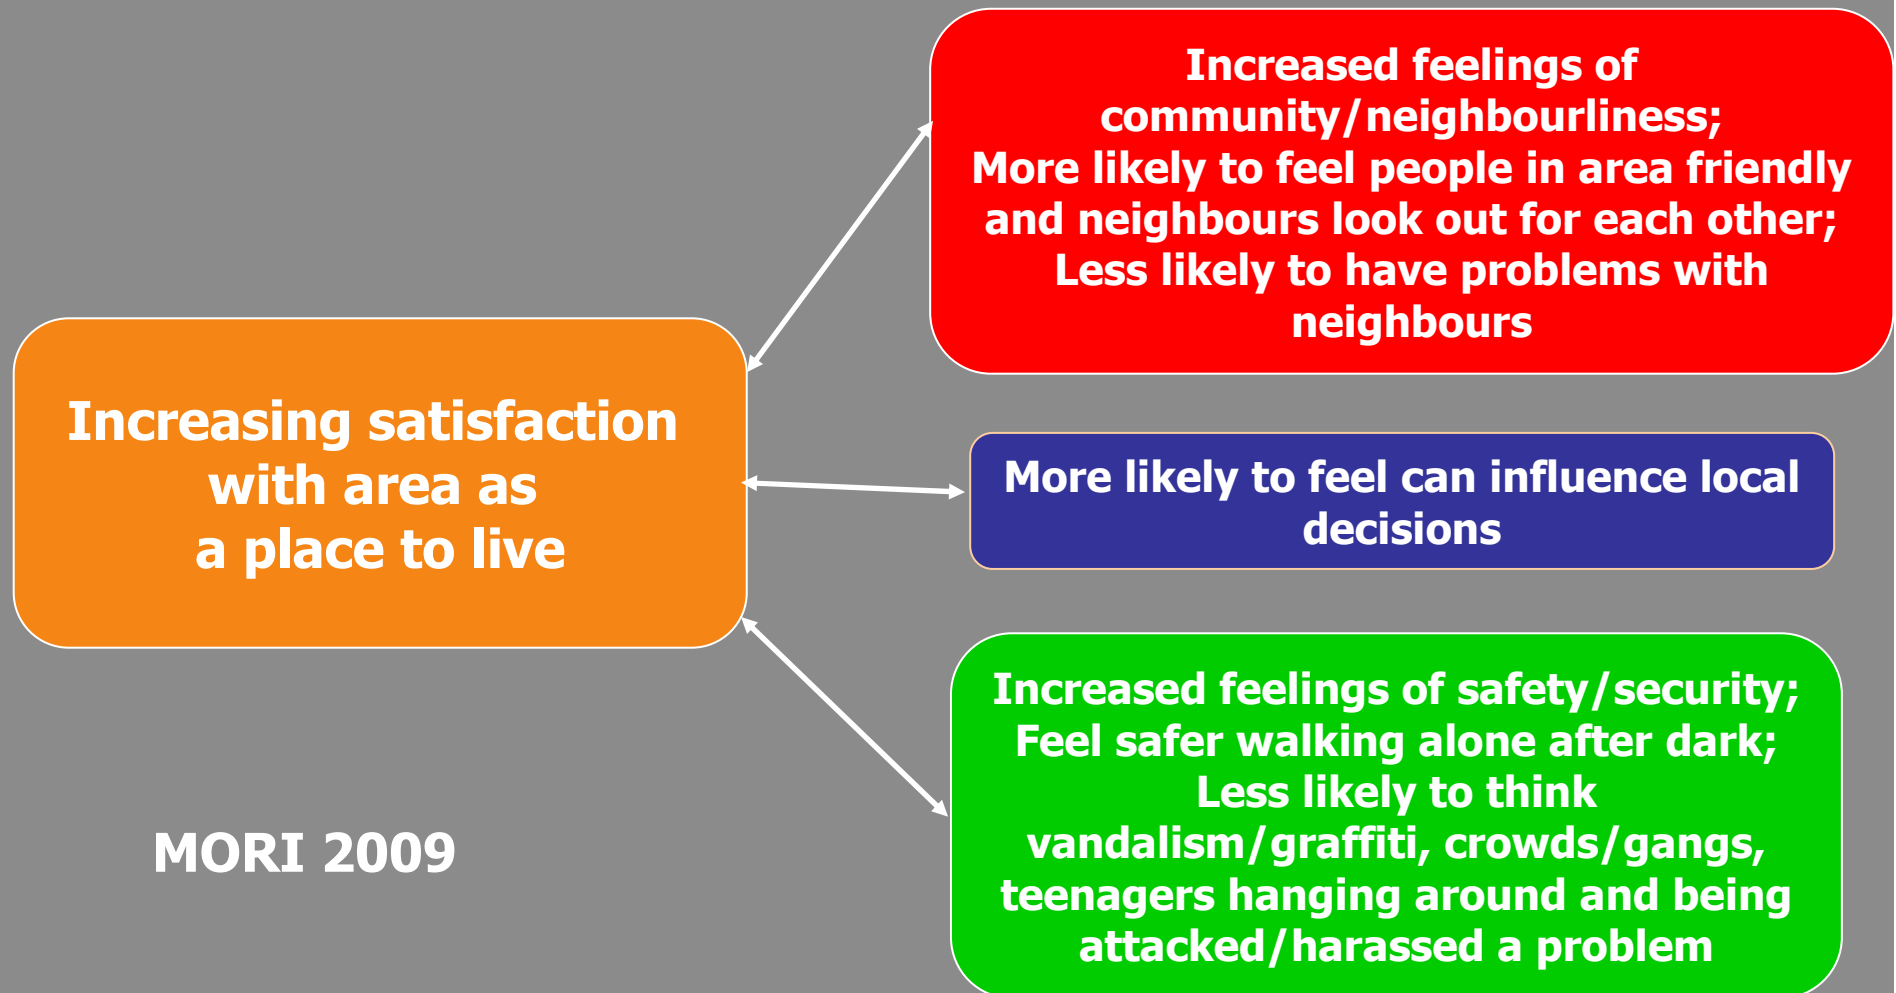 Increased feelings of
community/neighbourliness;
More likely to feel people in area friendly
and neighbours look out for each other;
Less likely to have problems with
neighbours
Increasing satisfaction
with area as
a place to live
More likely to feel can influence local
decisions
Increased feelings of safety/security;
Feel safer walking alone after dark;
Less likely to think
vandalism/graffiti, crowds/gangs,
teenagers hanging around and being
attacked/harassed a problem
MORI 2009